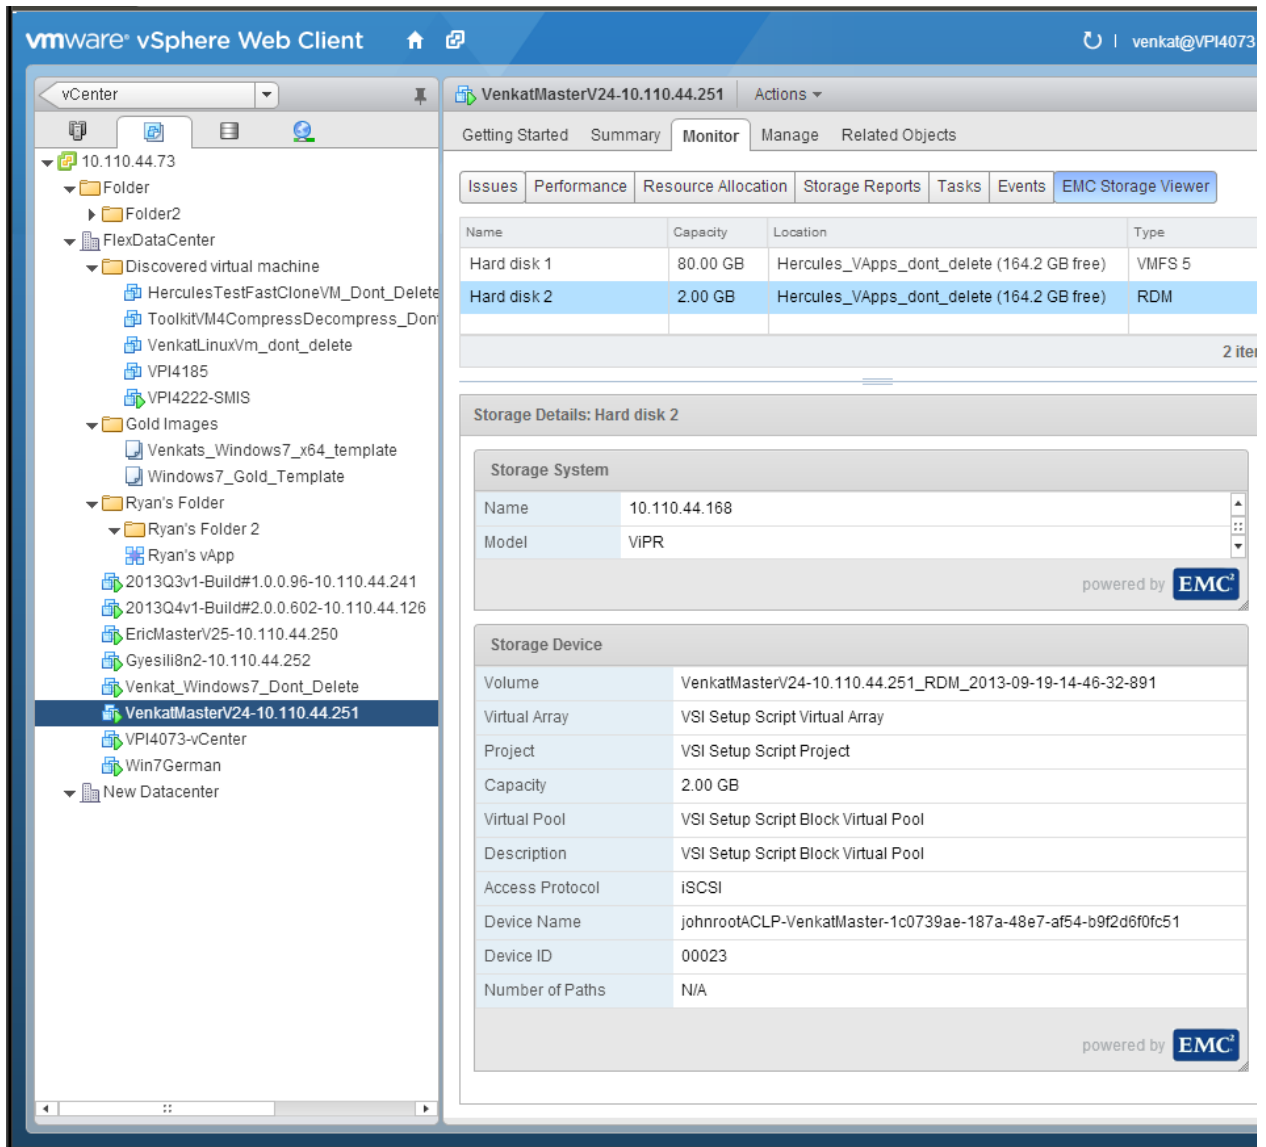 vmware® vSphere Web Client
venkat@VPI4073
vCenter
VenkatMasterV24-10.110.44.251 Actions
Getting Started Summary Monitor Manage Related Objects
10.110.44.73
Folder
Folder2
FlexDataCenter
Discovered virtual machine
HerculesTestFastCloneVM_Dont_Delete
ToolkitVM4CompressDecompress_Don
VenkatLinuxVm_dont_delete
VPI4185
VPI4222-SMIS
Gold Images
Venkats_Windows7_x64_template
Windows7_Gold_Template
Ryan's Folder
Ryan's Folder 2
Ryan's vApp
2013Q3v1-Build#1.0.0.96-10.110.44.241
2013Q4v1-Build#2.0.0.602-10.110.44.126
EricMasterV25-10.110.44.250
Gyesili8n2-10.110.44.252
Venkat_Windows7_Dont_Delete
VenkatMasterV24-10.110.44.251
VPI4073-vCenter
Win7German
New Datacenter
Issues Performance Resource Allocation Storage Reports Tasks Events EMC Storage Viewer
Name Capacity Location Type
Hard disk 1 80.00 GB Hercules_VApps_dont_delete (164.2 GB free) VMFS 5
Hard disk 2 2.00 GB Hercules_VApps_dont_delete (164.2 GB free) RDM
2 ite
Storage Details: Hard disk 2
Storage System
Name 10.110.44.168
Model ViPR
powered by EMC²
Storage Device
Volume VenkatMasterV24-10.110.44.251_RDM_2013-09-19-14-46-32-891
Virtual Array VSI Setup Script Virtual Array
Project VSI Setup Script Project
Capacity 2.00 GB
Virtual Pool VSI Setup Script Block Virtual Pool
Description VSI Setup Script Block Virtual Pool
Access Protocol iSCSI
Device Name johnrootACLP-VenkatMaster-1c0739ae-187a-48e7-af54-b9f2d6f0fc51
Device ID 00023
Number of Paths N/A
powered by EMC²